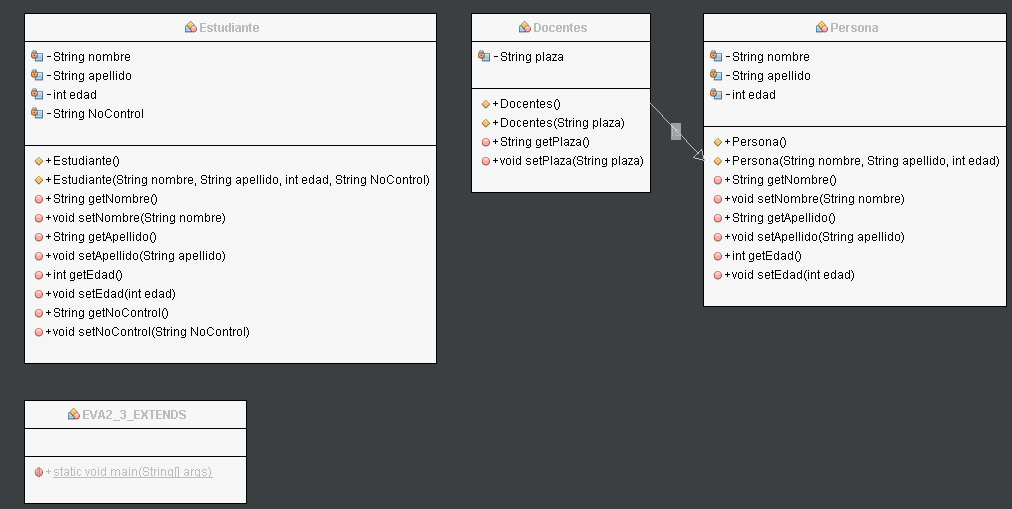 Estudiante
- String nombre
- String apellido
- int edad
- String NoControl
+ Estudiante()
+ Estudiante(String nombre, String apellido, int edad, String NoControl)
+ String getNombre()
+ void setNombre(String nombre)
+ String getApellido()
+ void setApellido(String apellido)
+ int getEdad()
+ void setEdad(int edad)
+ String getNoControl()
+ void setNoControl(String NoControl)
Docentes
- String plaza
+ Docentes()
+ Docentes(String plaza)
+ String getPlaza()
+ void setPlaza(String plaza)
Persona
- String nombre
- String apellido
- int edad
+ Persona()
+ Persona(String nombre, String apellido, int edad)
+ String getNombre()
+ void setNombre(String nombre)
+ String getApellido()
+ void setApellido(String apellido)
+ int getEdad()
+ void setEdad(int edad)
EVA2_3_EXTENDS
+ static void main(String[] args)